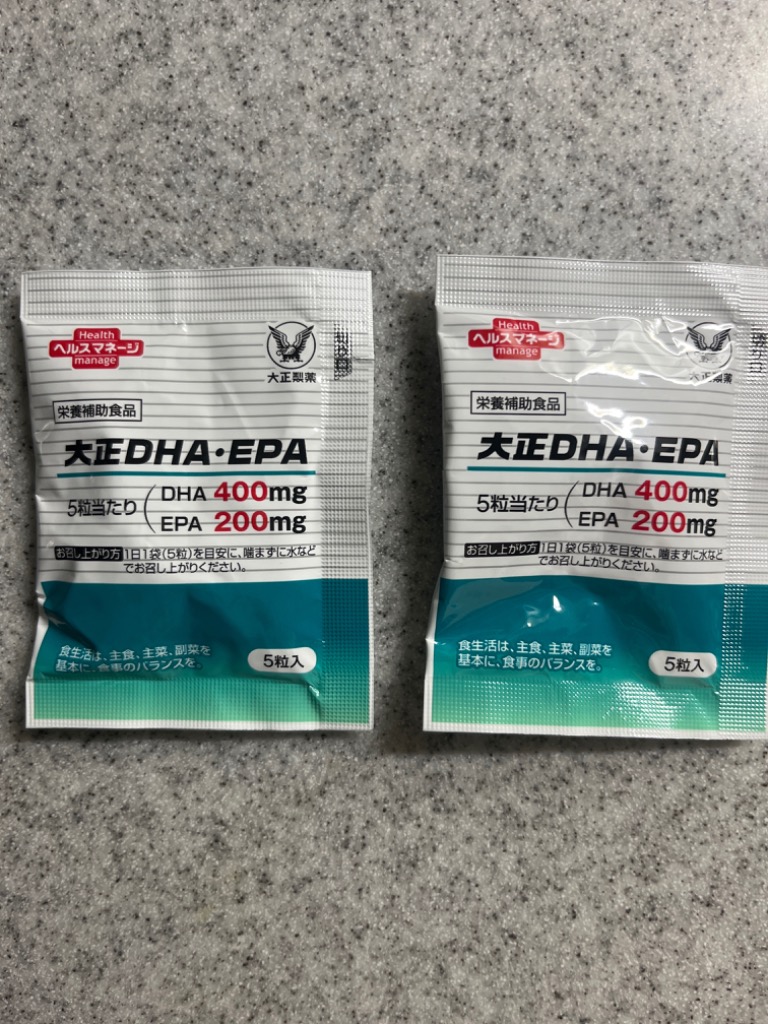 Health
ヘルスマネージ
manage
大正製薬
栄養補助食品
大正DHA・EPA
5粒当たり
DHA 400mg
EPA 200mg
お召し上がり方 1日1袋(5粒)を目安に、噛まずに水など
でお召し上がりください。
食生活は、主食、主菜、副菜を
基本に、食事のバランスを。
5粒入
Health
ヘルスマネージ
manage
大正製薬
栄養補助食品
大正DHA・EPA
5粒当たり
DHA 400mg
EPA 200mg
お召し上がり方 1日1袋(5粒)を目安に、噛まずに水など
でお召し上がりください。
食生活は、主食、主菜、副菜を
基本に、食事のバランスを。
5粒入